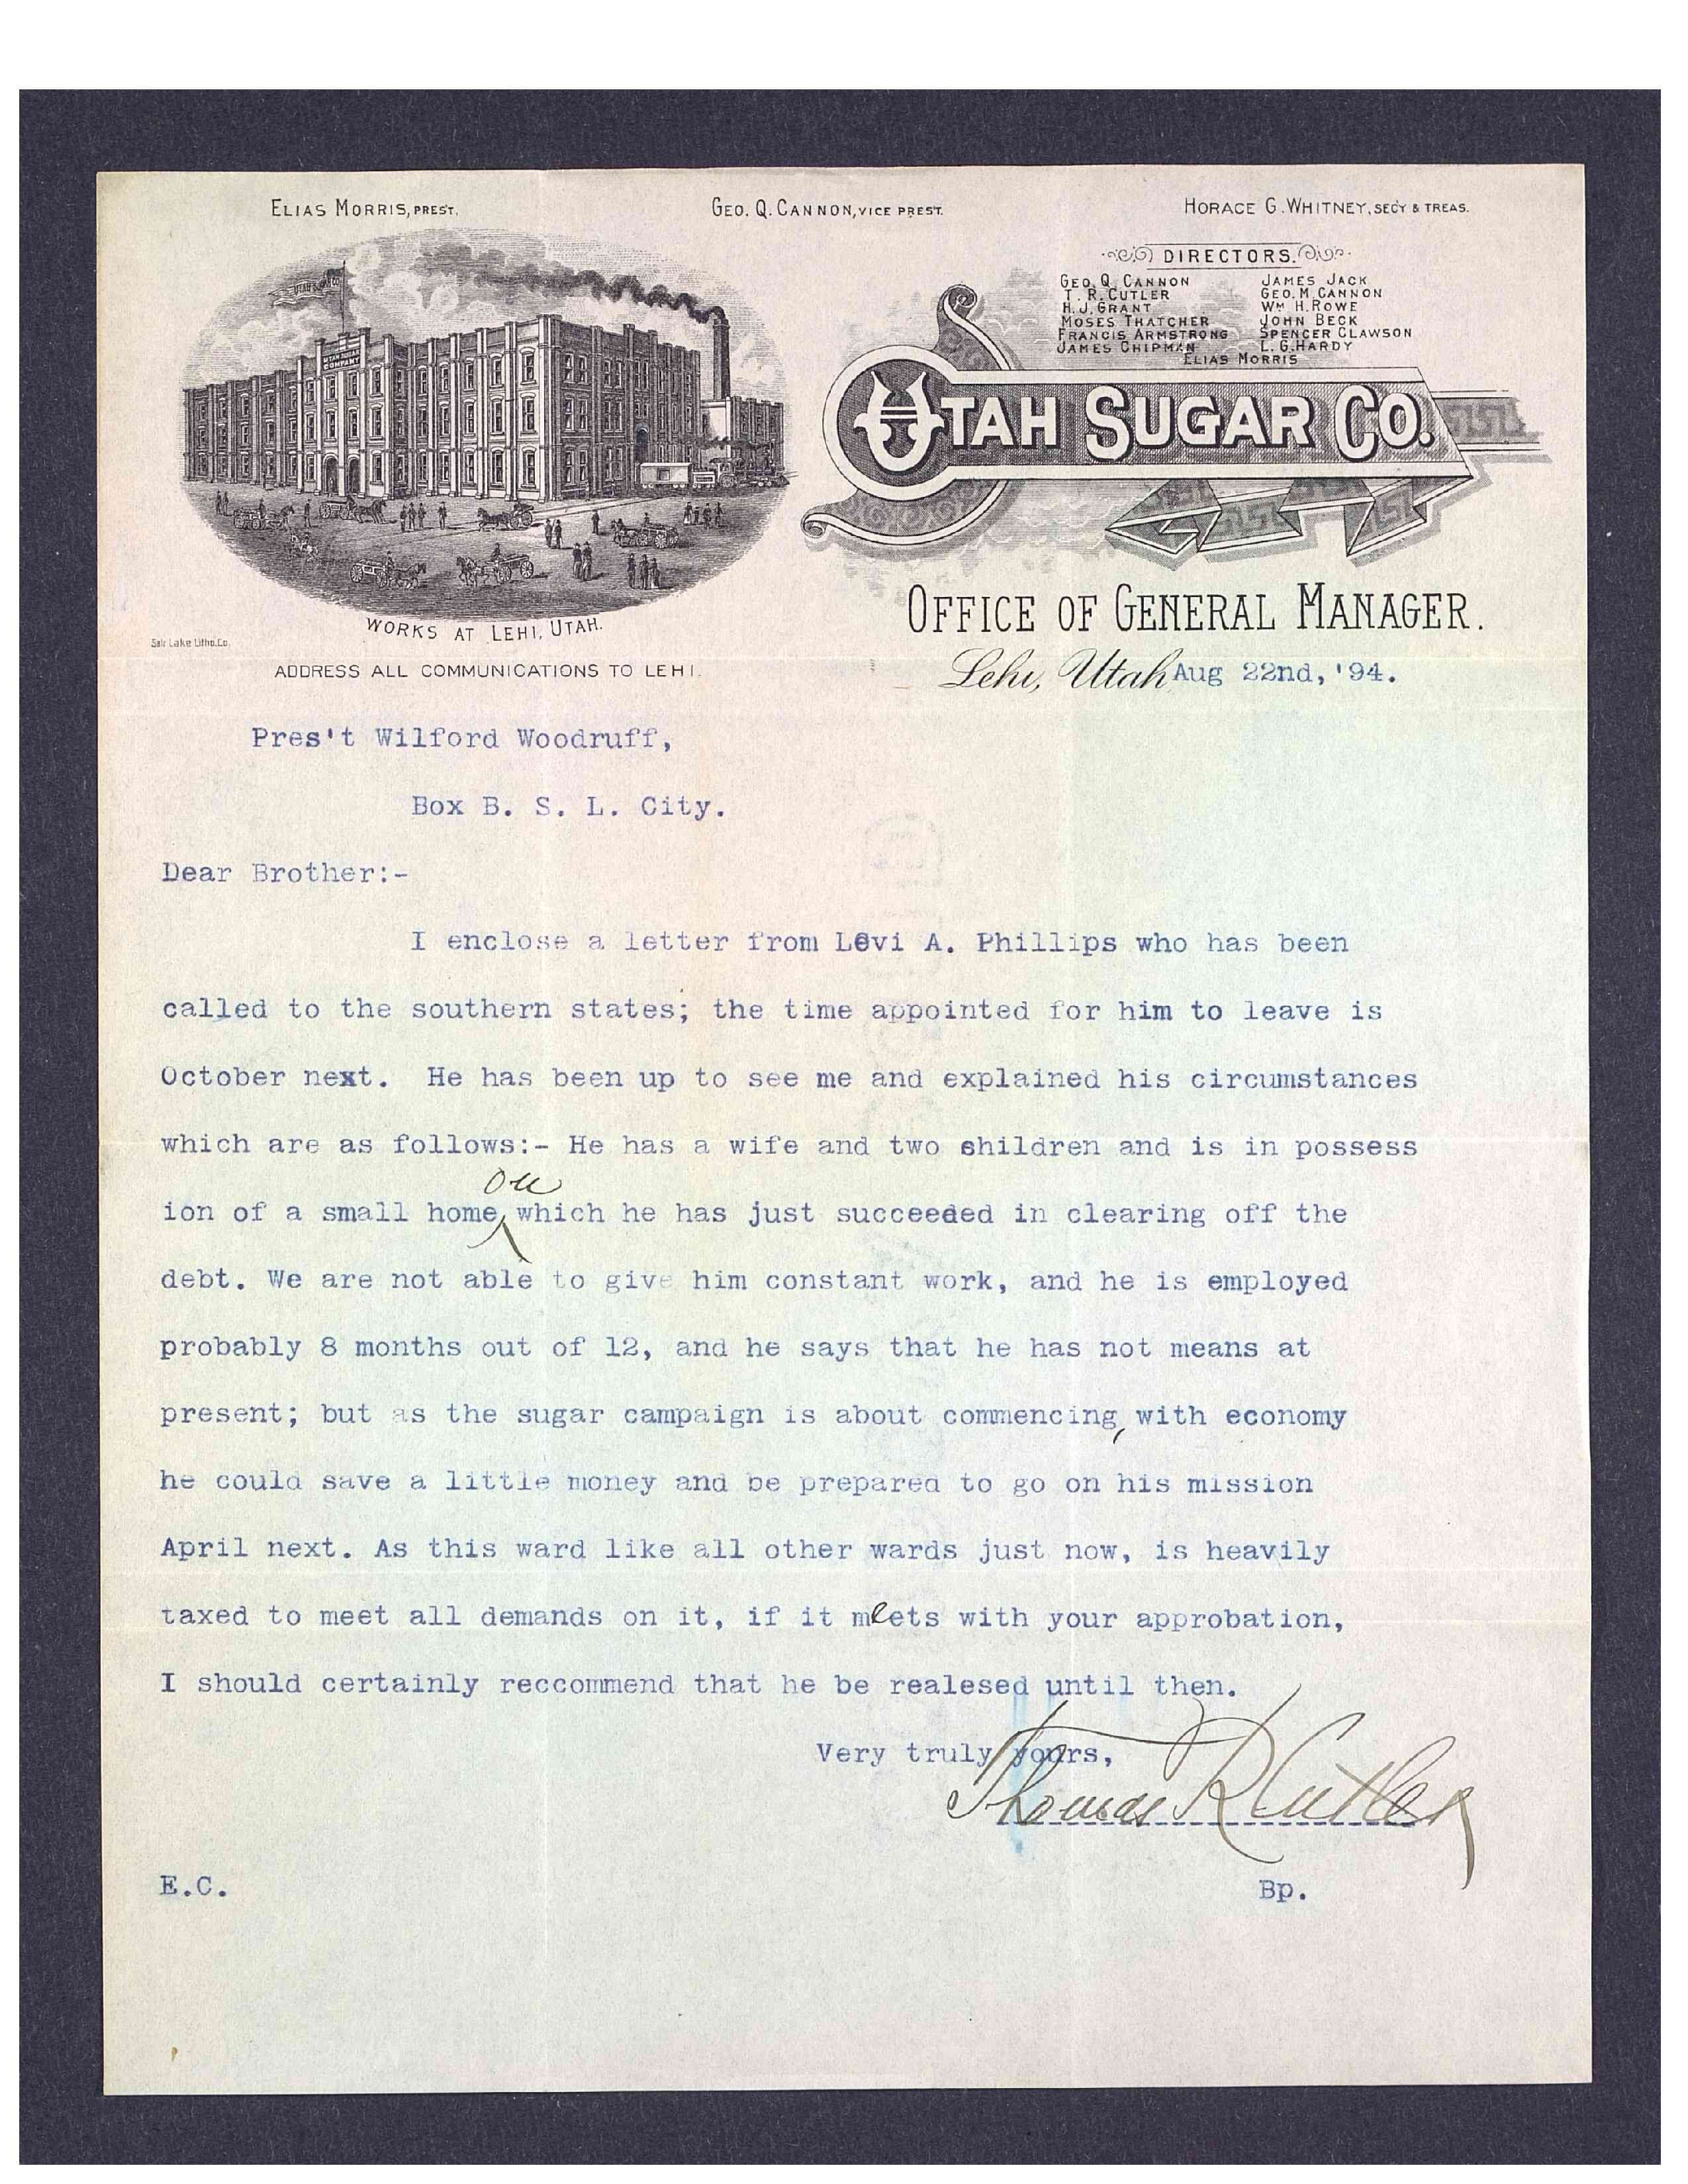 ELIAS MORRIS, PREST.
GEO. Q. CANNON, VICE PREST.
HORACE G. WHITNEY, SECY & TREAS.
DIRECTORS.
GEO. Q. CANNON JAMES JACK
T. R. CUTLER GEO. M. CANNON
H. J. GRANT WM H. ROWE
MOSES THATCHER JOHN BECK
FRANCIS ARMSTRONG SPENCER CLAWSON
JAMES CHIPMAN L. G. HARDY
ELIAS MORRIS
UTAH SUGAR CO
UTAH SUGAR
COMPANY
UTAH SUGAR CO.
OFFICE OF GENERAL MANAGER.
WORKS AT LEHI, UTAH.
Salt Lake Litho. Co.
ADDRESS ALL COMMUNICATIONS TO LEHI.
Lehi, Utah Aug 22nd, '94.
Pres't Wilford Woodruff,
Box B. S. L. City.
Dear Brother:-
I enclose a letter from Levi A. Phillips who has been
called to the southern states; the time appointed for him to leave is
October next. He has been up to see me and explained his circumstances
which are as follows:- He has a wife and two children and is in possess
ion of a small home, on which he has just succeeded in clearing off the
debt. We are not able to give him constant work, and he is employed
probably 8 months out of 12, and he says that he has not means at
present; but as the sugar campaign is about commencing, with economy
he could save a little money and be prepared to go on his mission
April next. As this ward like all other wards just now, is heavily
taxed to meet all demands on it, if it meets with your approbation,
I should certainly reccommend that he be realesed until then.
Very truly yours,
Thomas R Cutler
E.C.
Bp.